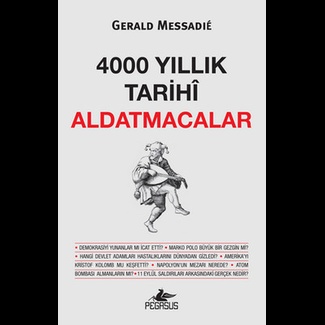 GERALD MESSADIÉ
4000 YILLIK
TARİHÎ
ALDATMACALAR
• DEMOKRASİYİ YUNANLAR MI İCAT ETTİ? • MARKO POLO BÜYÜK BİR GEZGİN Mİ?
• HANGİ DEVLET ADAMLARI HASTALIKLARINI DÜNYADAN GİZLEDİ? • AMERİKA'YI
KRİSTOF KOLOMB MU KEŞFETTİ? • NAPOLYON'UN MEZARI NEREDE? • ATOM
BOMBASI ALMANLARIN MI? • 11 EYLÜL SALDIRILARI ARKASINDAKİ GERÇEK NEDİR?
PEGASUS